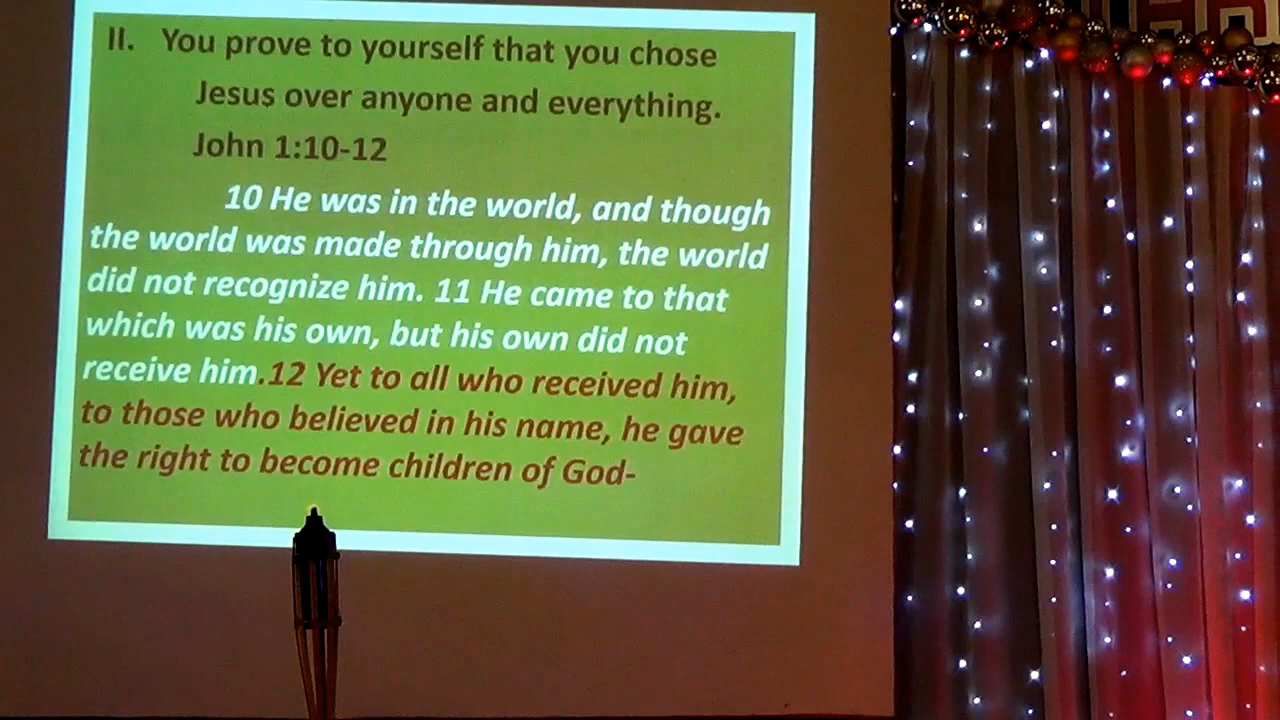 II. You prove to yourself that you chose
Jesus over anyone and everything.
John 1:10-12
10 He was in the world, and though
the world was made through him, the world
did not recognize him. 11 He came to that
which was his own, but his own did not
receive him.12 Yet to all who received him,
to those who believed in his name, he gave
the right to become children of God-